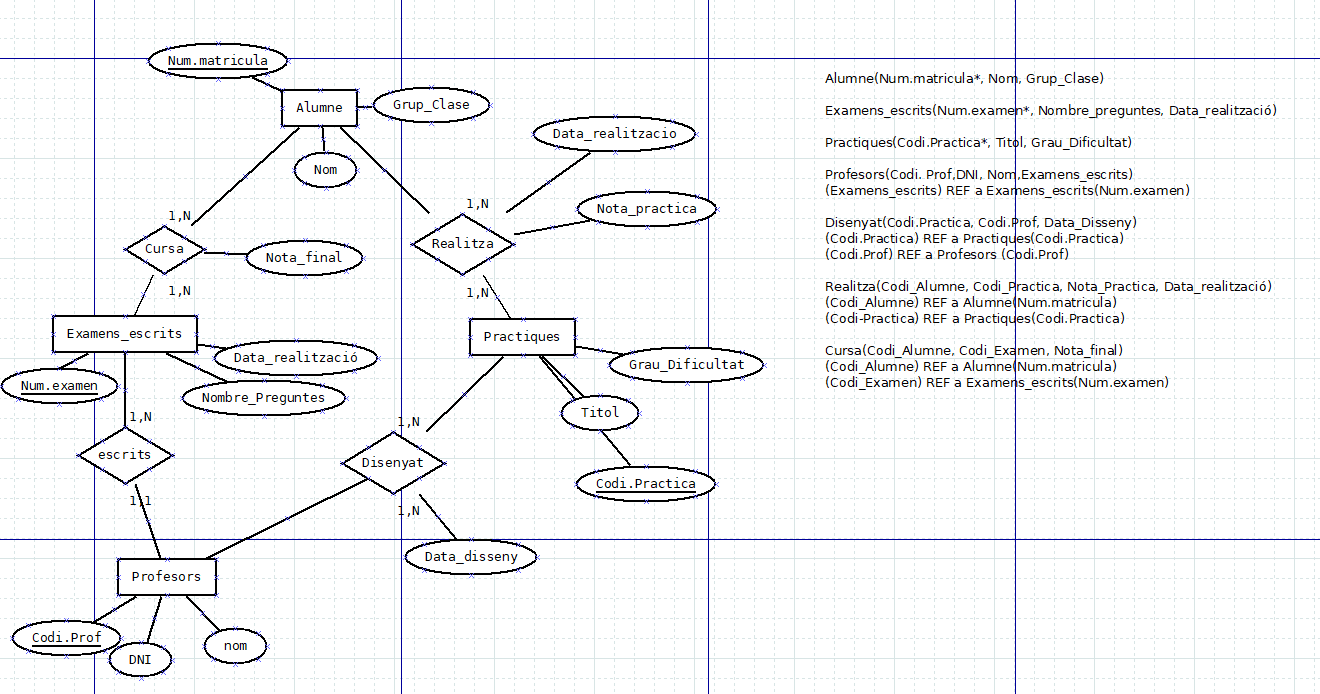 Num.matricula
Alumne
Grup_Clase
Nom
Data_realitzacio
Nota_practica
1,N
1,N
Cursa
Nota_final
Realitza
1,N
1,N
Examens_escrits
Data_realització
Num.examen
Nombre_Preguntes
Practiques
Grau_Dificultat
Titol
Codi.Practica
1,N
1,N
escrits
Disenyat
1,1
1,N
Data_disseny
Profesors
Codi.Prof
DNI
nom
Alumne(Num.matricula*, Nom, Grup_Clase)
Examens_escrits(Num.examen*, Nombre_preguntes, Data_realització)
Practiques(Codi.Practica*, Titol, Grau_Dificultat)
Profesors(Codi. Prof,DNI, Nom,Examens_escrits)
(Examens_escrits) REF a Examens_escrits(Num.examen)
Disenyat(Codi.Practica, Codi.Prof, Data_Disseny)
(Codi.Practica) REF a Practiques(Codi.Practica)
(Codi.Prof) REF a Profesors (Codi.Prof)
Realitza(Codi_Alumne, Codi_Practica, Nota_Practica, Data_realització)
(Codi_Alumne) REF a Alumne(Num.matricula)
(Codi-Practica) REF a Practiques(Codi.Practica)
Cursa(Codi_Alumne, Codi_Examen, Nota_final)
(Codi_Alumne) REF a Alumne(Num.matricula)
(Codi_Examen) REF a Examens_escrits(Num.examen)